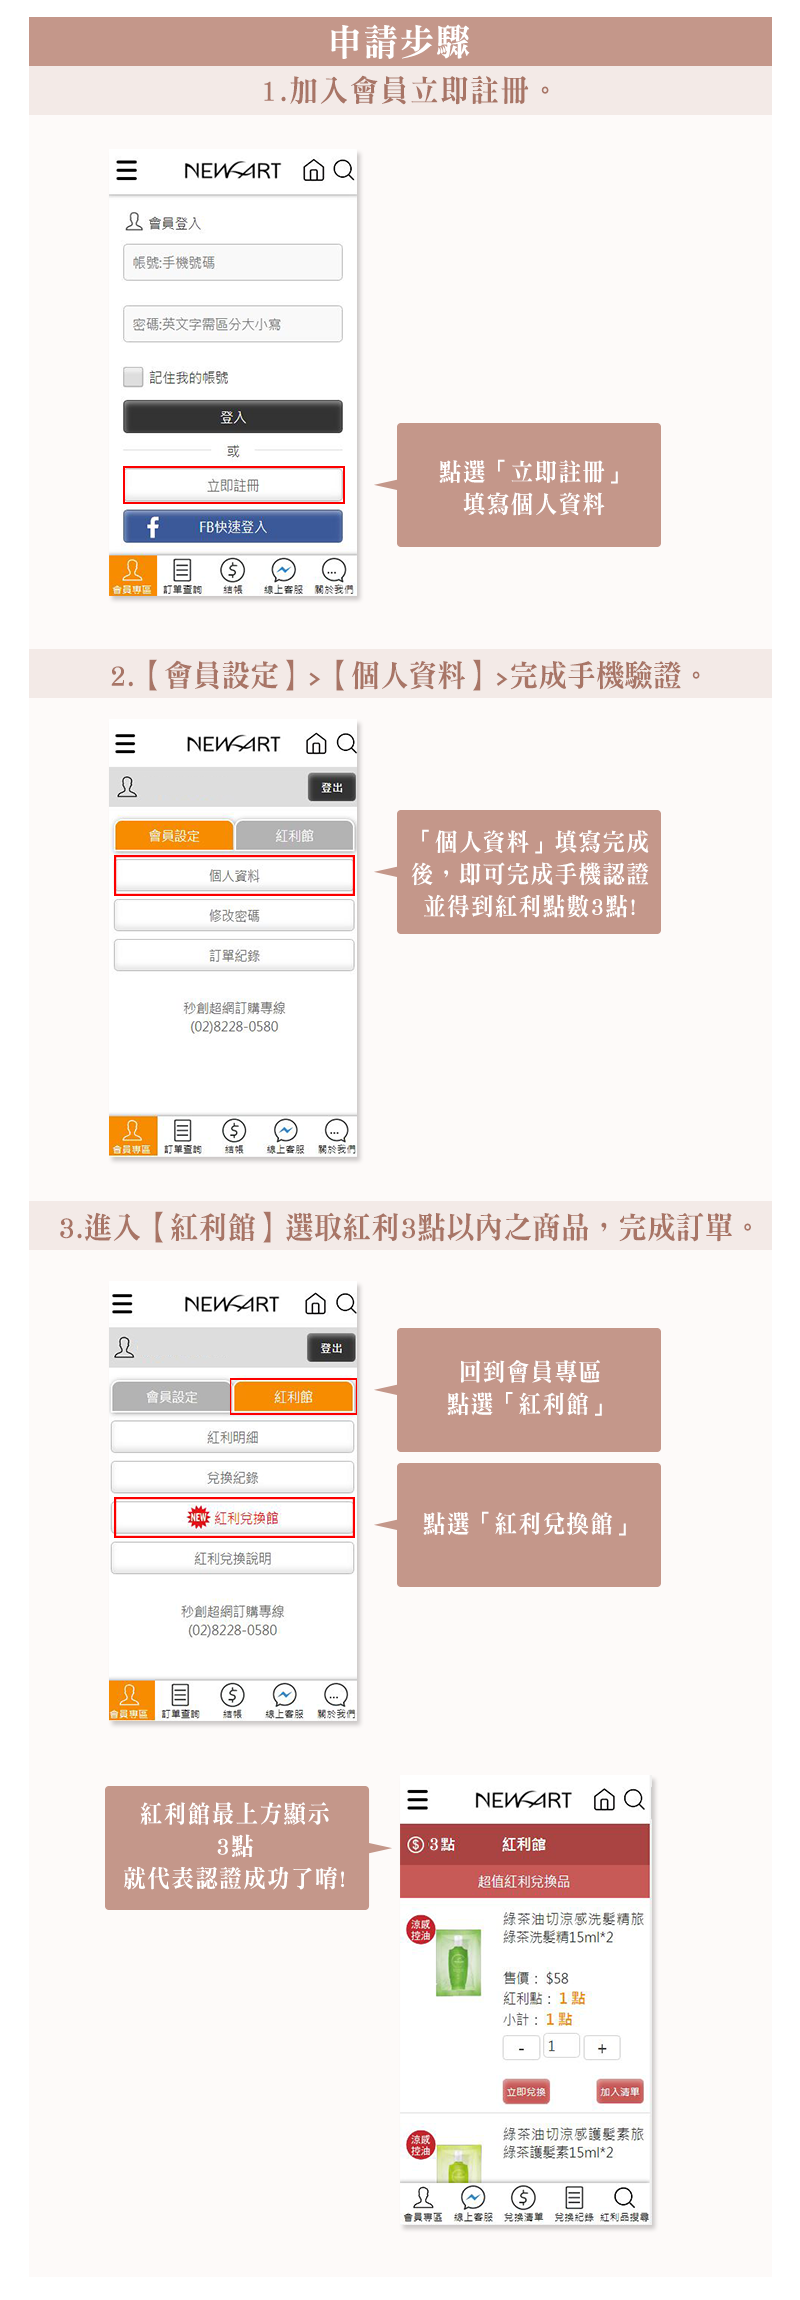 申請步驟
1.加入會員立即註冊。
NEWART
會員登入
帳號:手機號碼
密碼:英文字需區分大小寫
記住我的帳號
登入
或
立即註冊
FB快速登入
會員專區 訂單查詢 結帳 線上客服 關於我們
點選「立即註冊」
填寫個人資料
2.【會員設定】>【個人資料】>完成手機驗證。
NEWART
登出
會員設定 紅利館
個人資料
修改密碼
訂單紀錄
秒創超網訂購專線
(02)8228-0580
會員專區 訂單查詢 結帳 線上客服 關於我們
「個人資料」填寫完成
後，即可完成手機認證
並得到紅利點數3點!
3.進入【紅利館】選取紅利3點以內之商品，完成訂單。
NEWART
登出
會員設定 紅利館
紅利明細
兌換紀錄
NEW 紅利兌換館
紅利兌換說明
秒創超網訂購專線
(02)8228-0580
會員專區 訂單查詢 結帳 線上客服 關於我們
回到會員專區
點選「紅利館」
點選「紅利兌換館」
紅利館最上方顯示
3點
就代表認證成功了唷!
NEWART
$ 3點 紅利館
超值紅利兌換品
涼感
控油
綠茶油切涼感洗髮精旅
綠茶洗髮精15ml*2
售價： $58
紅利點： 1 點
小計： 1 點
- 1 +
立即兌換 加入清單
涼感
控油
綠茶油切涼感護髮素旅
綠茶護髮素15ml*2
會員專區 線上客服 兌換清單 兌換紀錄 紅利品搜尋